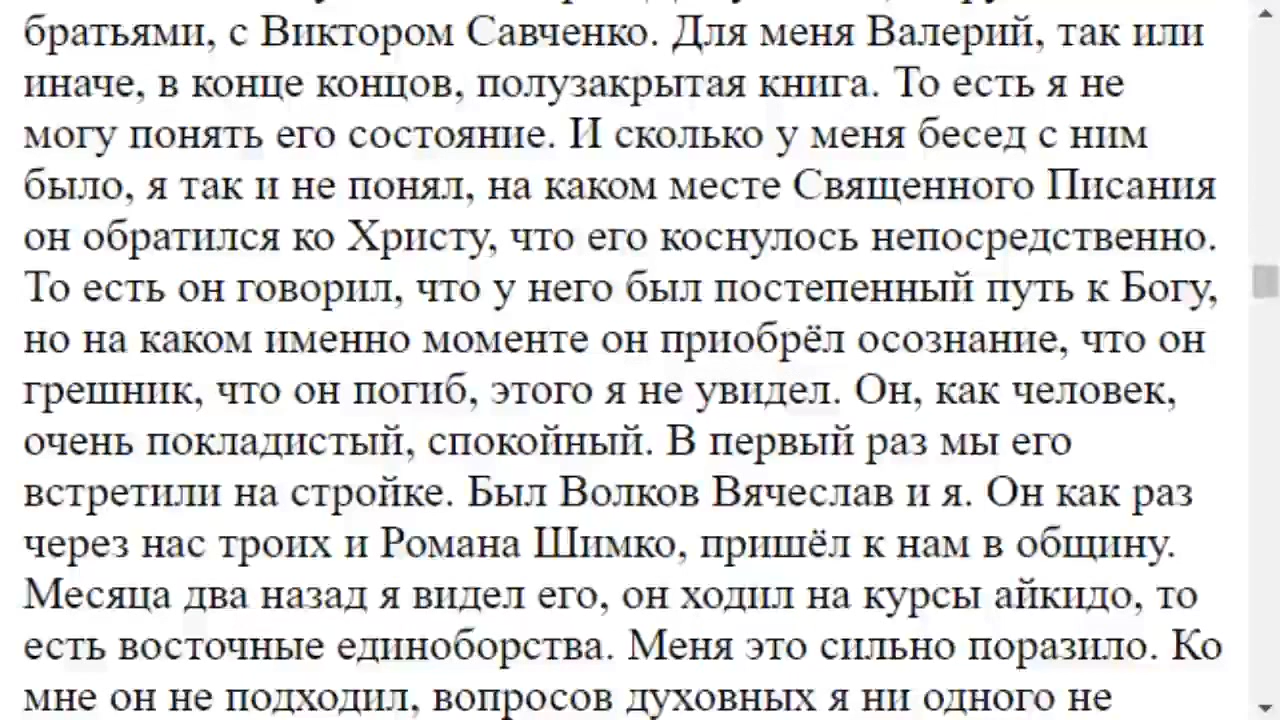 братьями, с Виктором Савченко. Для меня Валерий, так или
иначе, в конце концов, полузакрытая книга. То есть я не
могу понять его состояние. И сколько у меня бесед с ним
было, я так и не понял, на каком месте Священного Писания
он обратился ко Христу, что его коснулось непосредственно.
То есть он говорил, что у него был постепенный путь к Богу,
но на каком именно моменте он приобрёл осознание, что он
грешник, что он погиб, этого я не увидел. Он, как человек,
очень покладистый, спокойный. В первый раз мы его
встретили на стройке. Был Волков Вячеслав и я. Он как раз
через нас троих и Романа Шимко, пришёл к нам в общину.
Месяца два назад я видел его, он ходил на курсы айкидо, то
есть восточные единоборства. Меня это сильно поразило. Ко
мне он не подходил, вопросов духовных я ни одного не